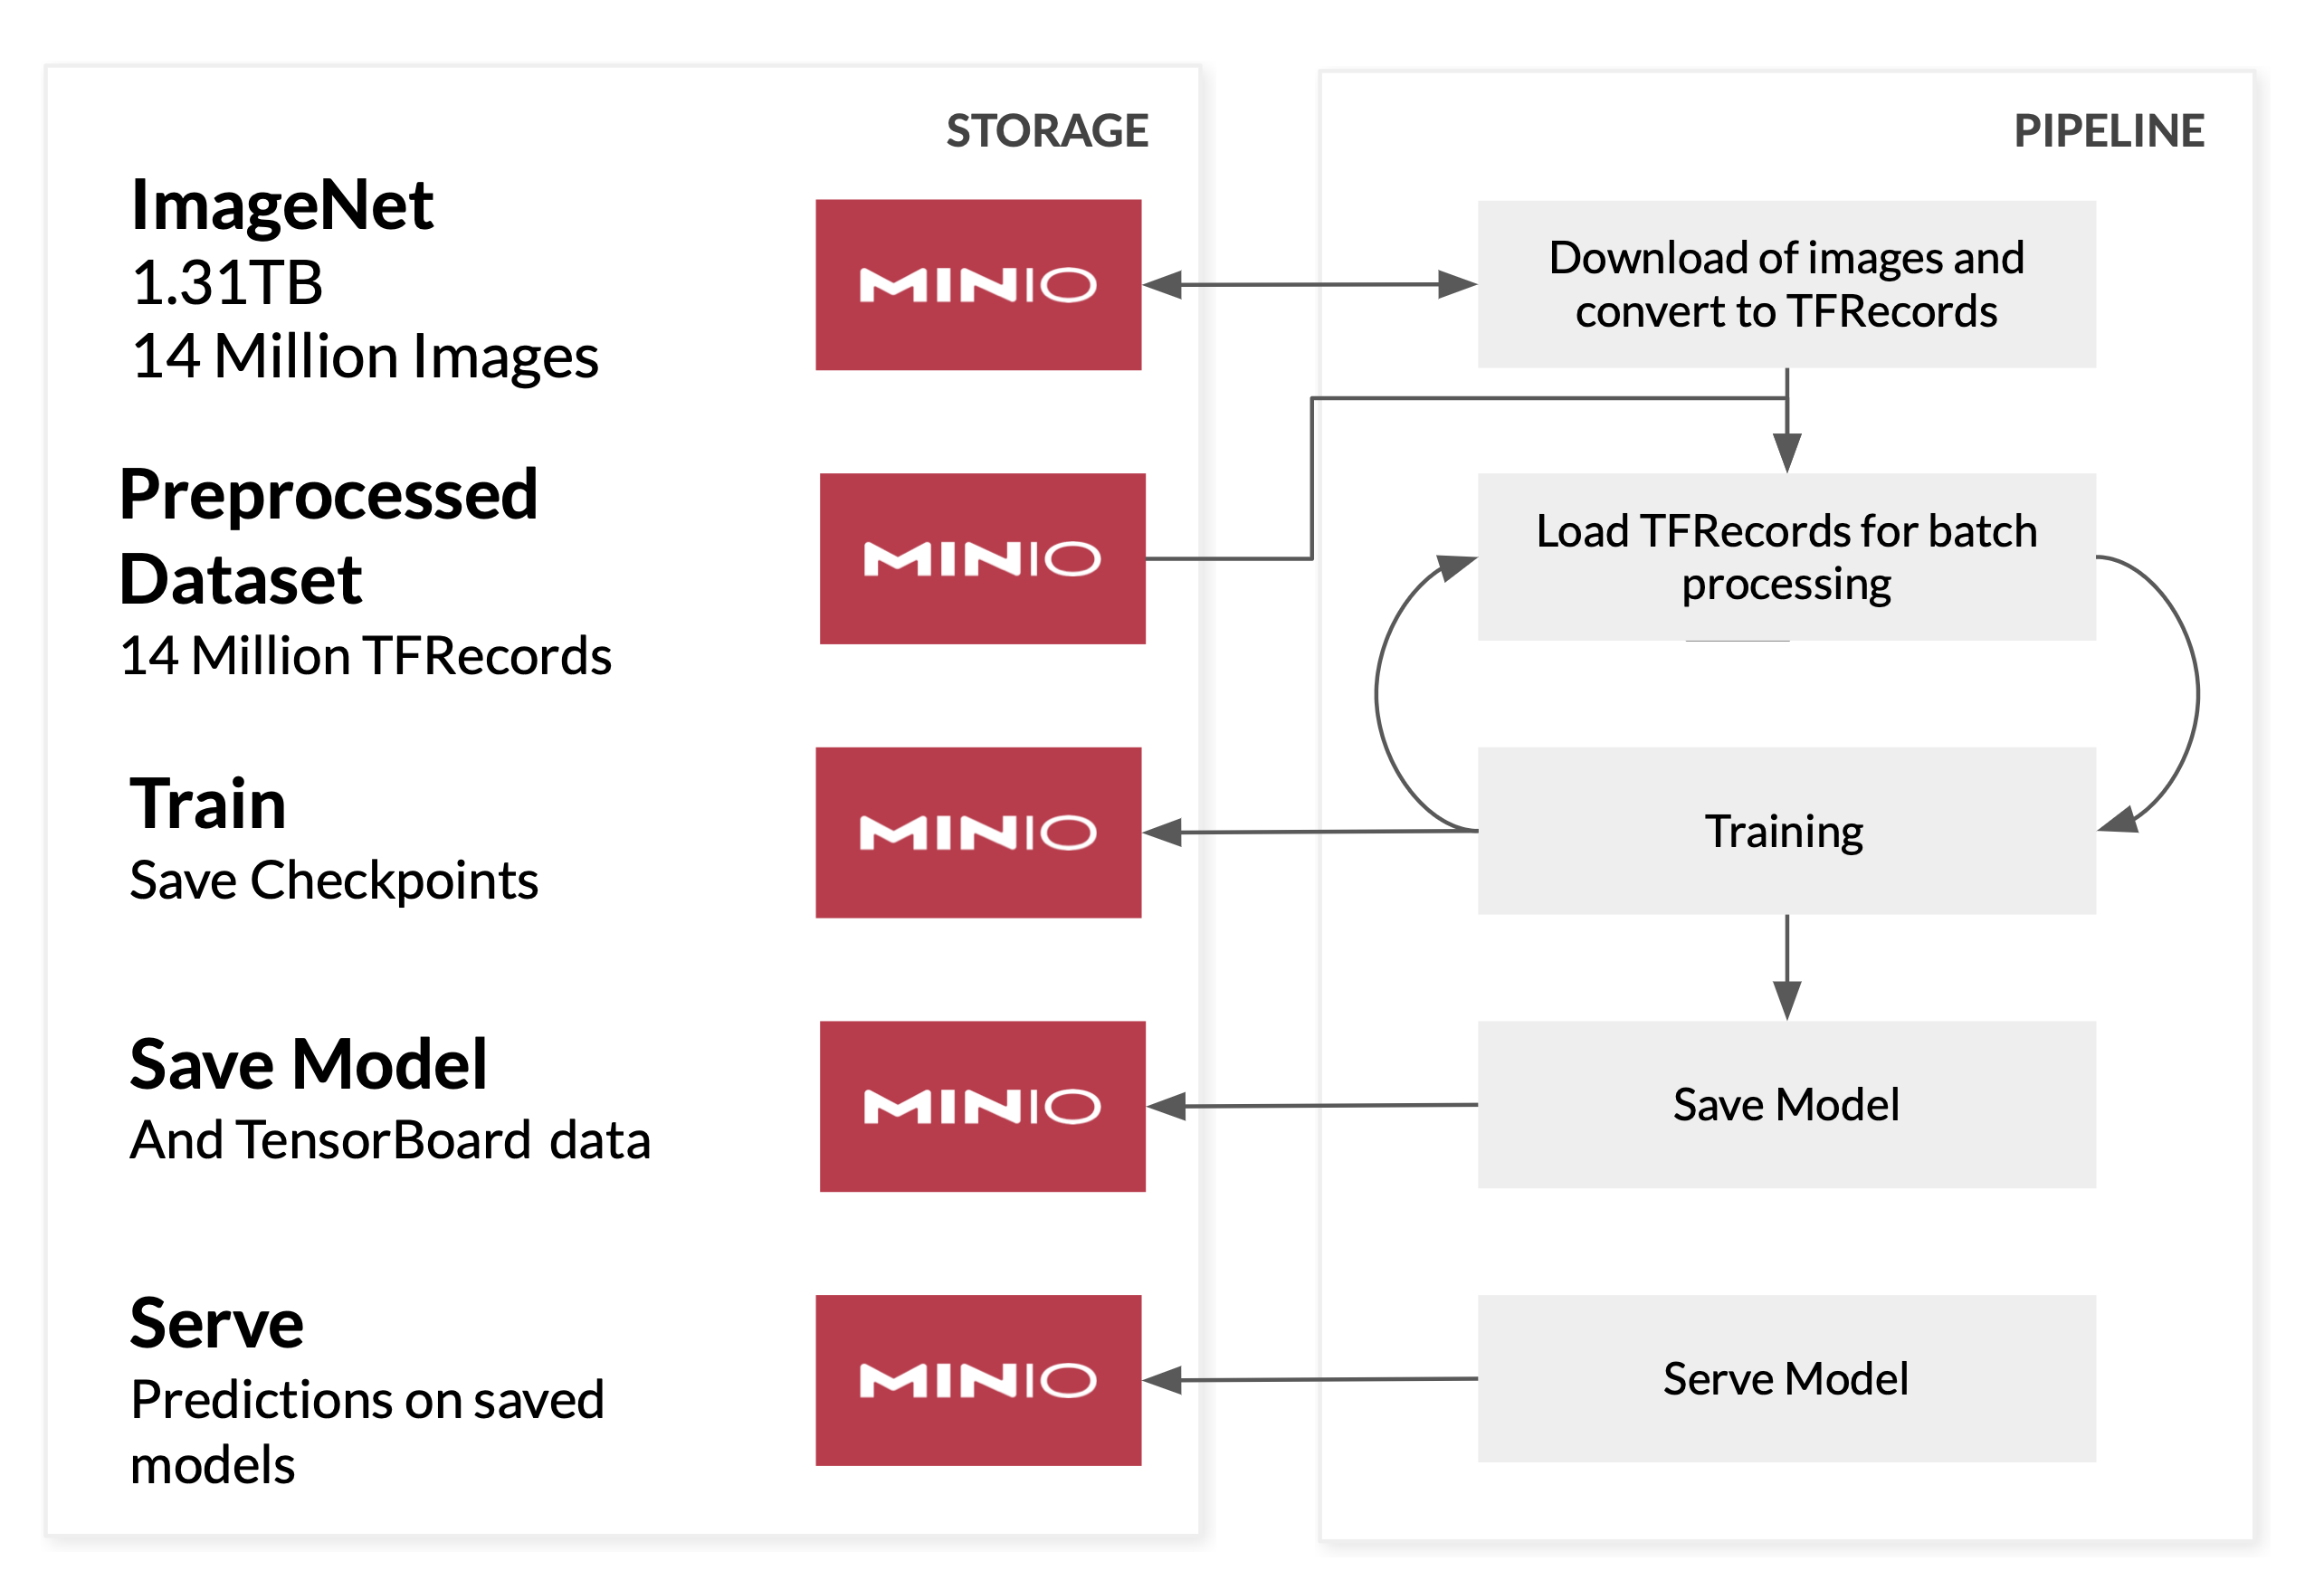 STORAGE
ImageNet
1.31TB
14 Million Images
MINIO
Preprocessed
Dataset
14 Million TFRecords
MINIO
Train
Save Checkpoints
MINIO
Save Model
And TensorBoard data
MINIO
Serve
Predictions on saved
models
MINIO
PIPELINE
Download of images and
convert to TFRecords
Load TFRecords for batch
processing
Training
Save Model
Serve Model